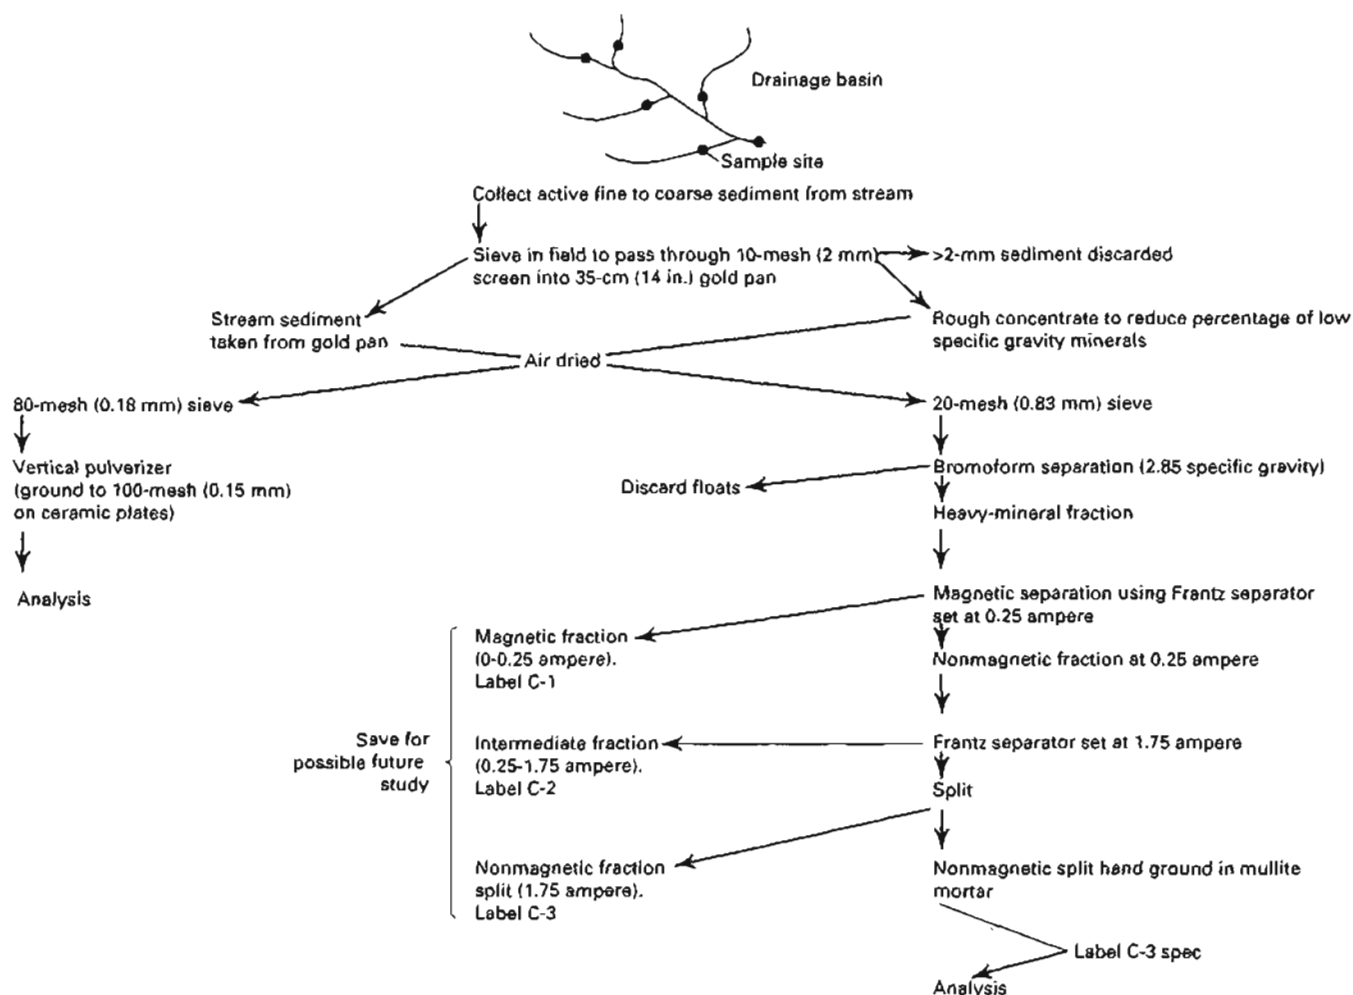 Drainage basin
Sample site
Collect active fine to coarse sediment from stream
Sieve in field to pass through 10-mesh (2 mm)
screen into 35-cm (14 in.) gold pan
>2-mm sediment discarded
Stream sediment
taken from gold pan
Rough concentrate to reduce percentage of low
specific gravity minerals
Air dried
80-mesh (0.18 mm) sieve
20-mesh (0.83 mm) sieve
Vertical pulverizer
(ground to 100-mesh (0.15 mm)
on ceramic plates)
Bromoform separation (2.85 specific gravity)
Discard floats
Heavy-mineral fraction
Analysis
Magnetic separation using Frantz separator
set at 0.25 ampere
Magnetic fraction
(0-0.25 ampere).
Label C-1
Nonmagnetic fraction at 0.25 ampere
Save for
possible future
study
Intermediate fraction
(0.25-1.75 ampere).
Label C-2
Frantz separator set at 1.75 ampere
Split
Nonmagnetic fraction
split (1.75 ampere).
Label C-3
Nonmagnetic split hand ground in mullite
mortar
Label C-3 spec
Analysis